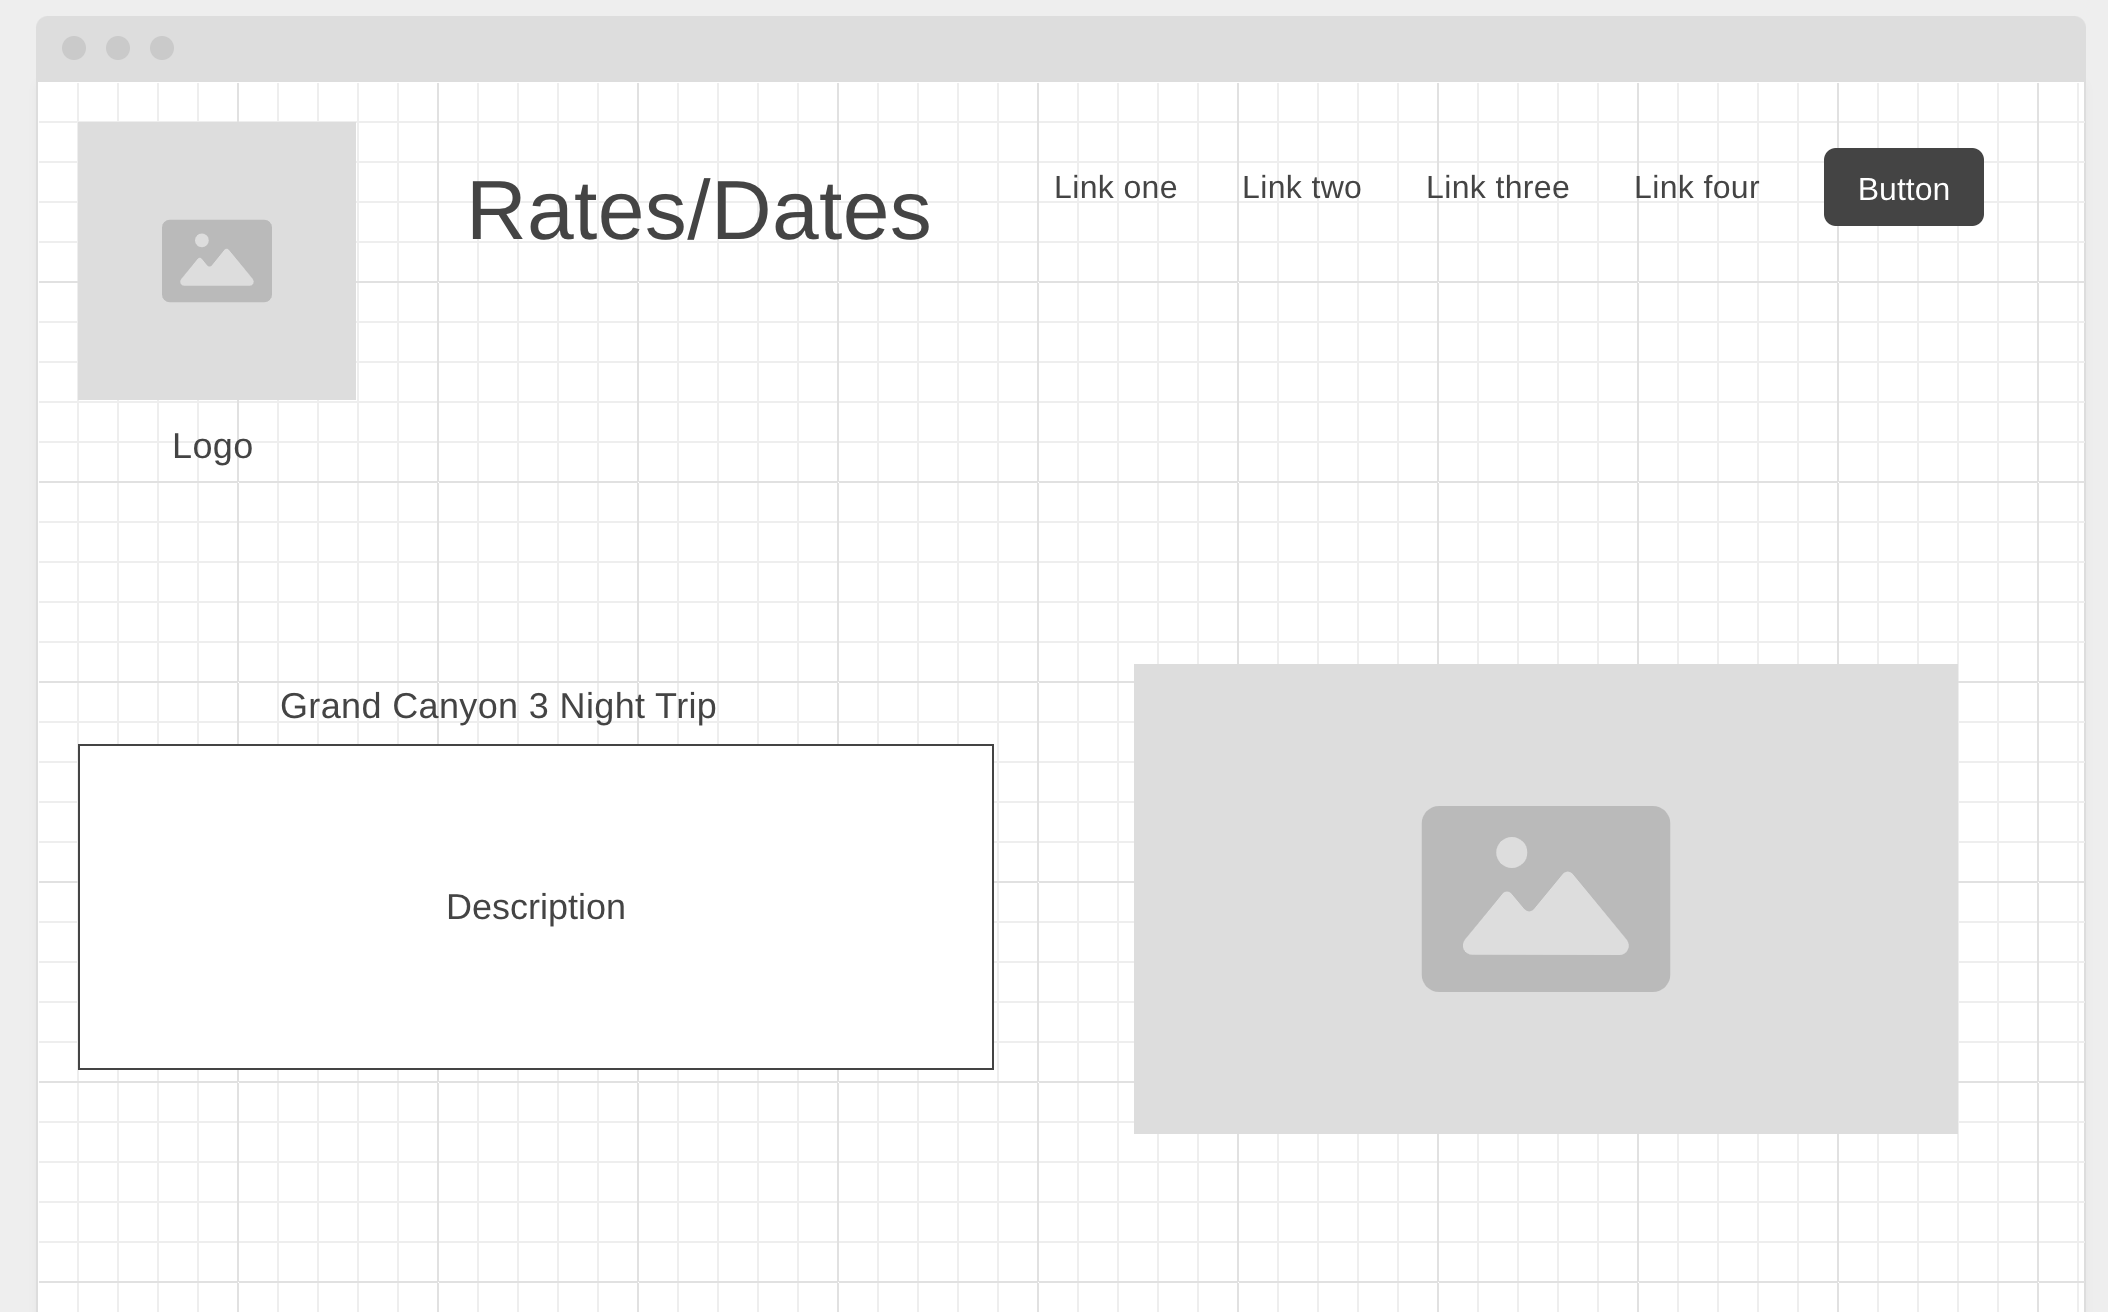 Rates/Dates
Link one
Link two
Link three
Link four
Button
Logo
Grand Canyon 3 Night Trip
Description